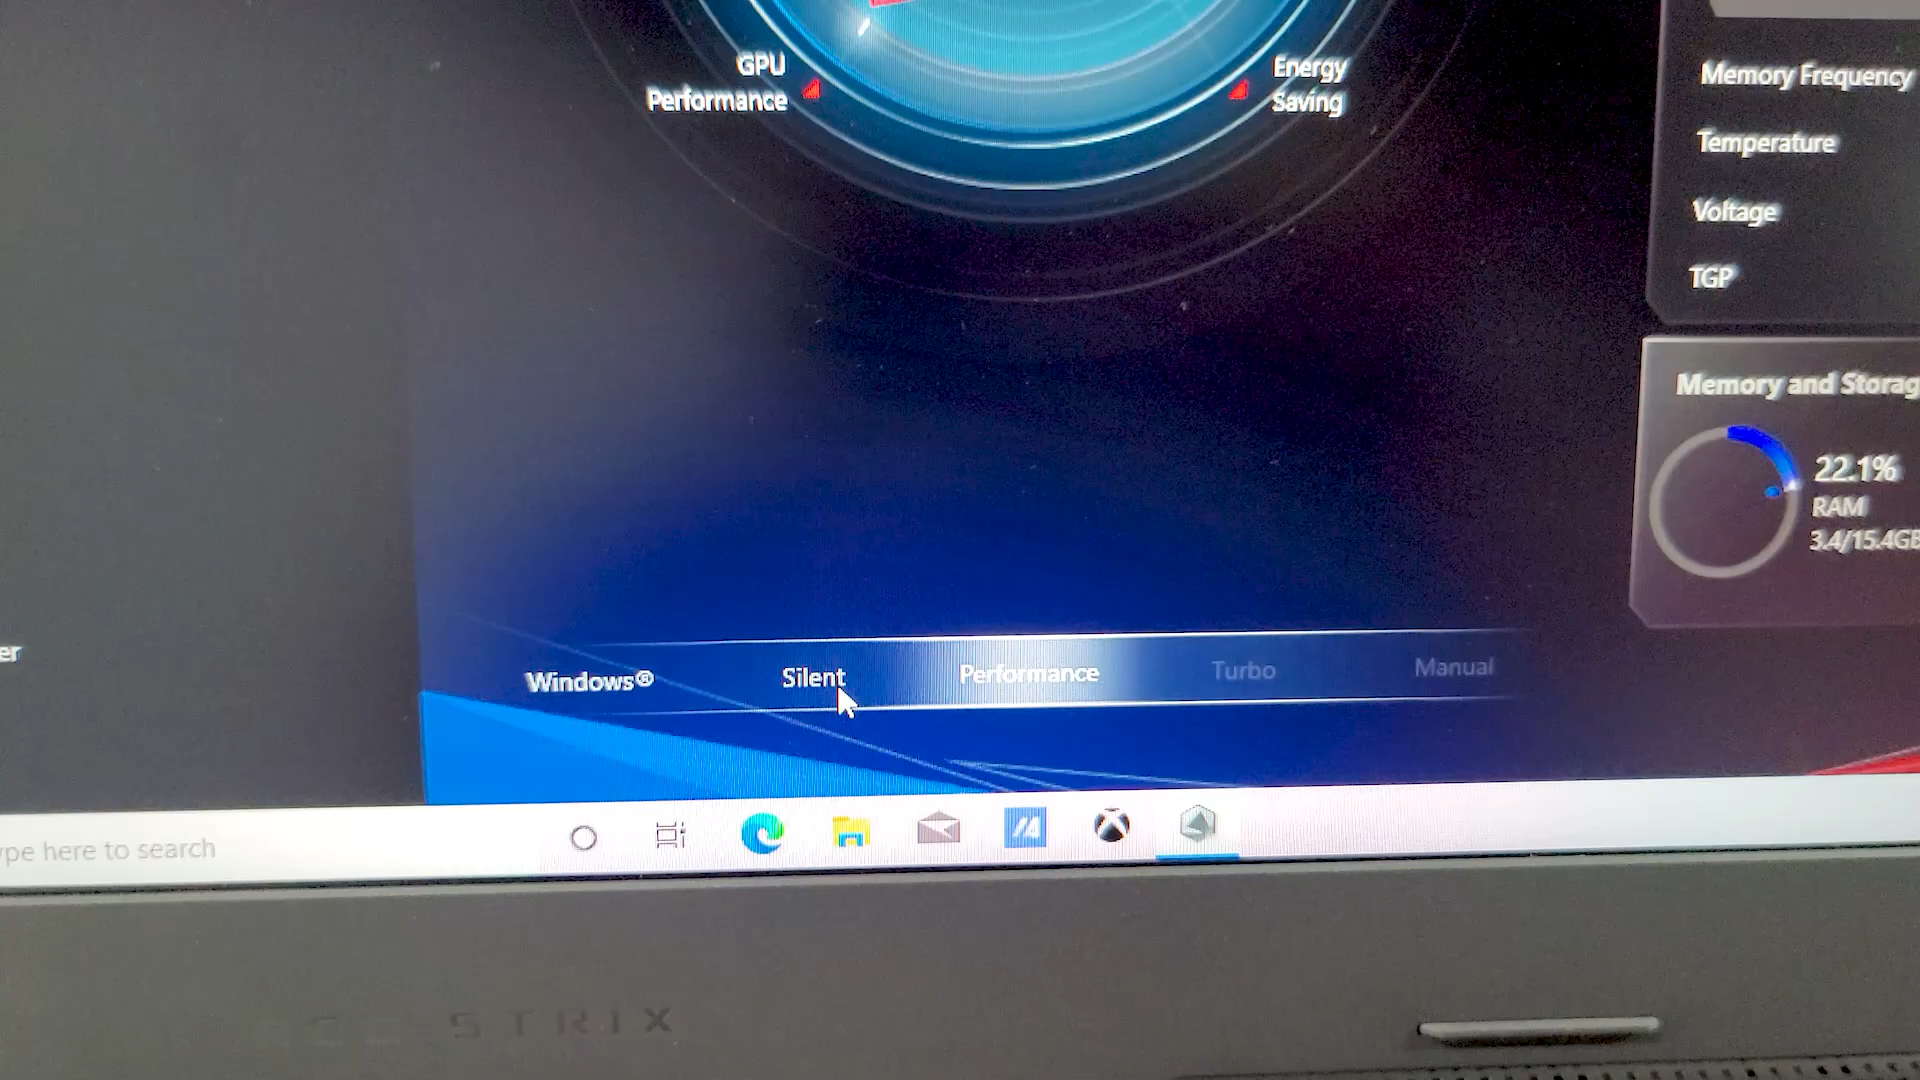 GPU
Performance
Energy
Saving
Memory Frequency
Temperature
Voltage
TGP
Memory and Storag
22.1%
RAM
3.4/15.4GB
er
Windows®
Silent
Performance
Turbo
Manual
ype here to search
STRIX